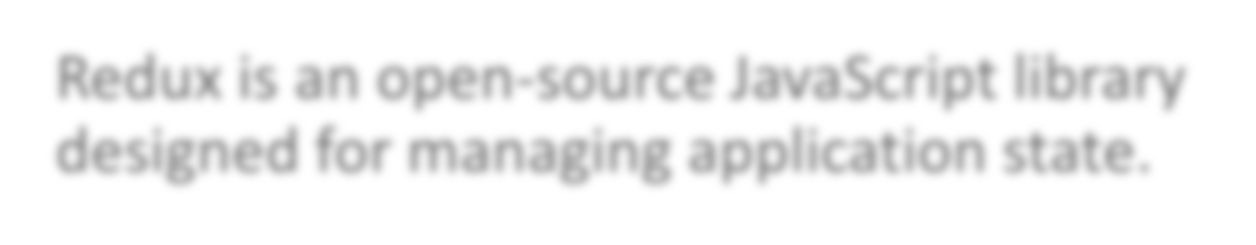 Redux is an open-source JavaScript library
designed for managing application state.